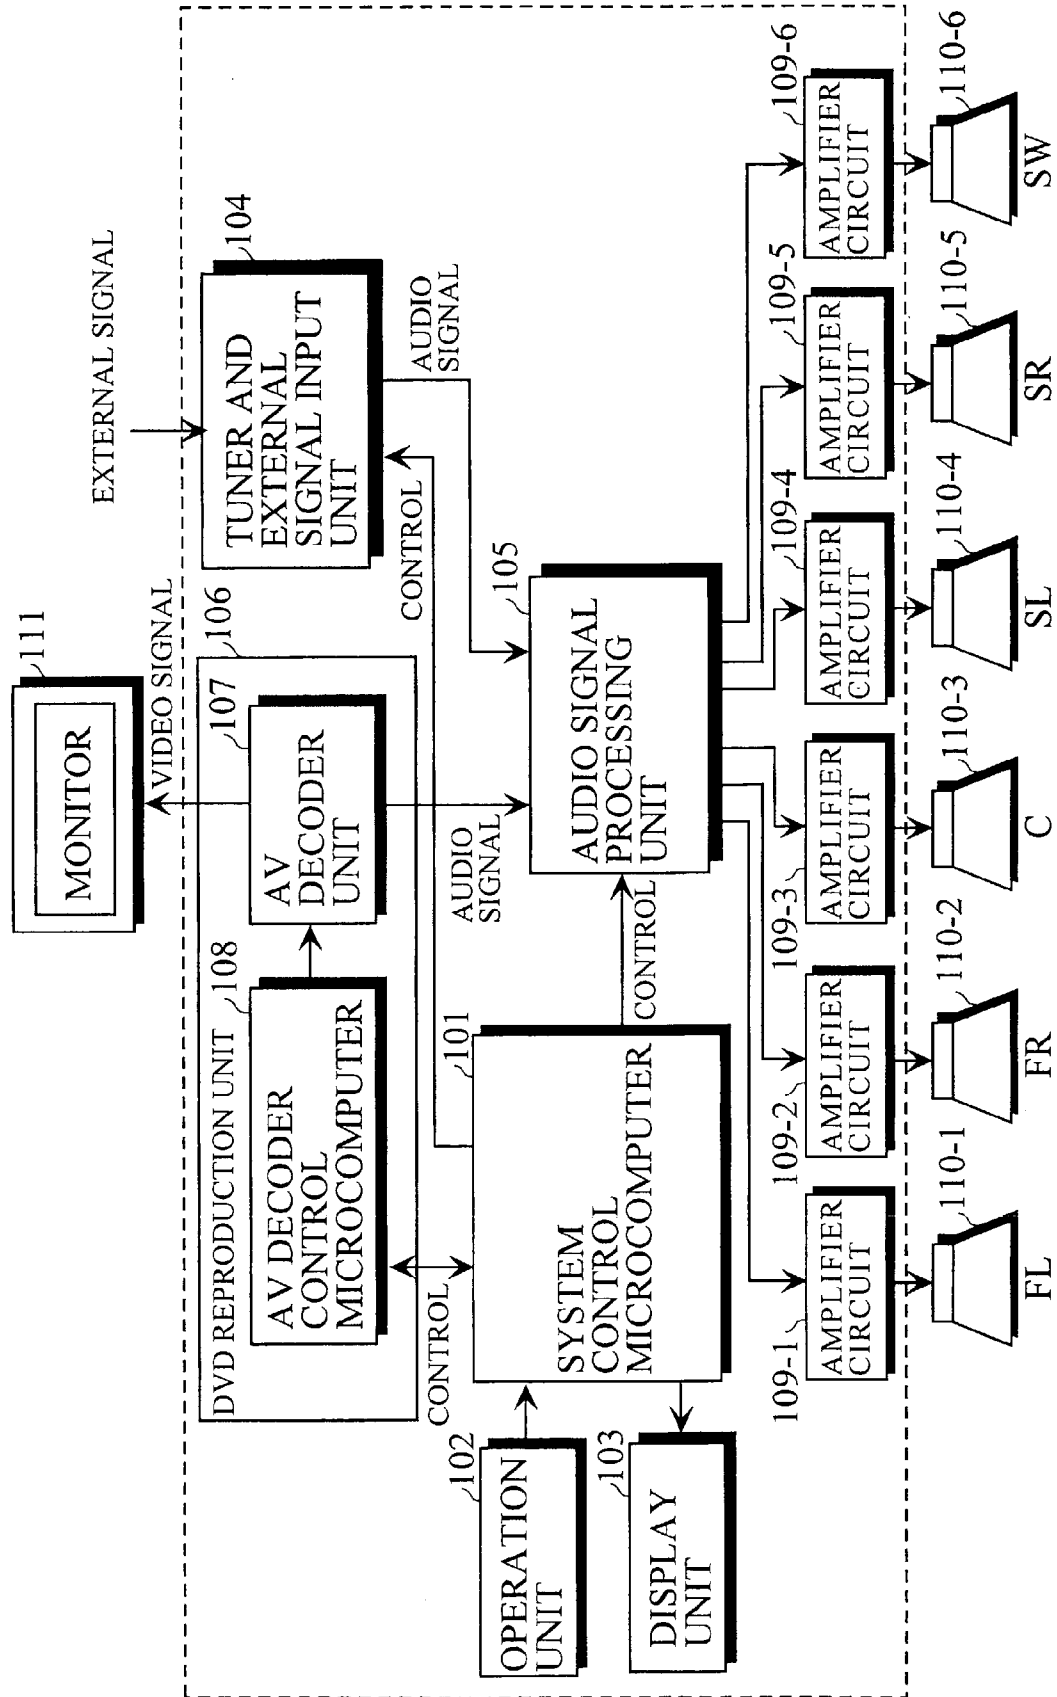 MONITOR
111
EXTERNAL SIGNAL
VIDEO SIGNAL
DVD REPRODUCTION UNIT
106
AV DECODER
CONTROL
MICROCOMPUTER
108
AV
DECODER
UNIT
107
TUNER AND
EXTERNAL
SIGNAL INPUT
UNIT
104
CONTROL
AUDIO
SIGNAL
CONTROL
AUDIO
SIGNAL
OPERATION
UNIT
102
SYSTEM
CONTROL
MICROCOMPUTER
101
CONTROL
AUDIO SIGNAL
PROCESSING
UNIT
105
DISPLAY
UNIT
103
109-1
AMPLIFIER
CIRCUIT
109-2
AMPLIFIER
CIRCUIT
109-3
AMPLIFIER
CIRCUIT
109-4
AMPLIFIER
CIRCUIT
109-5
AMPLIFIER
CIRCUIT
109-6
AMPLIFIER
CIRCUIT
110-1
110-2
110-3
110-4
110-5
110-6
FL
FR
C
SL
SR
SW